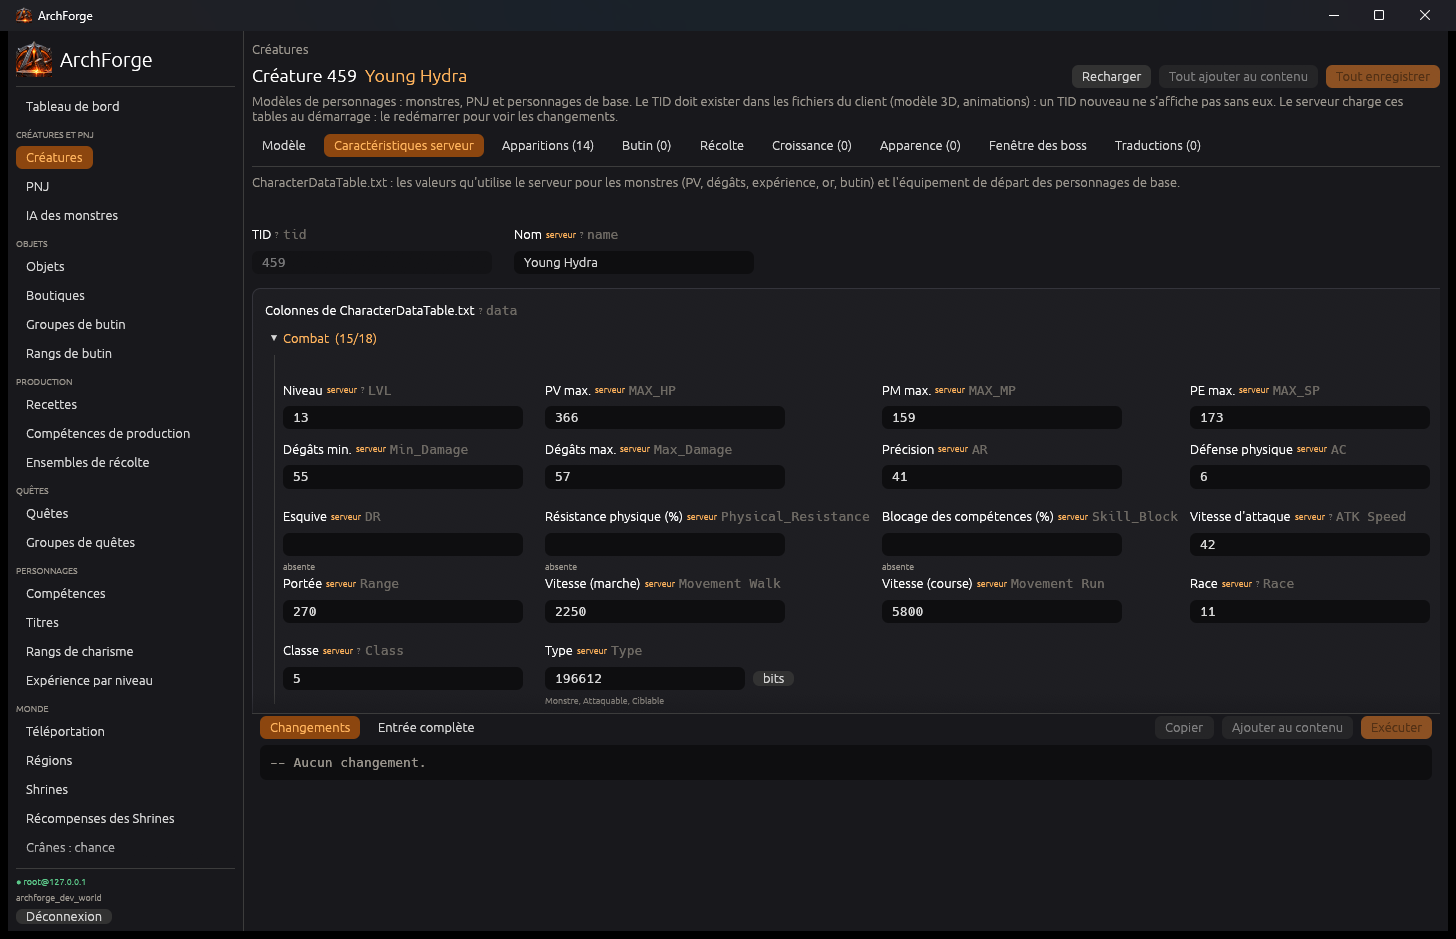 ArchForge
ArchForge
Tableau de bord
CRÉATURES ET PNJ
Créatures
PNJ
IA des monstres
OBJETS
Objets
Boutiques
Groupes de butin
Rangs de butin
PRODUCTION
Recettes
Compétences de production
Ensembles de récolte
QUÊTES
Quêtes
Groupes de quêtes
PERSONNAGES
Compétences
Titres
Rangs de charisme
Expérience par niveau
MONDE
Téléportation
Régions
Shrines
Récompenses des Shrines
Crânes : chance
● root@127.0.0.1
archforge_dev_world
Déconnexion
Créatures
Créature 459 Young Hydra
Recharger Tout ajouter au contenu Tout enregistrer
Modèles de personnages : monstres, PNJ et personnages de base. Le TID doit exister dans les fichiers du client (modèle 3D, animations) : un TID nouveau ne s'affiche pas sans eux. Le serveur charge ces
tables au démarrage : le redémarrer pour voir les changements.
Modèle Caractéristiques serveur Apparitions (14) Butin (0) Récolte Croissance (0) Apparence (0) Fenêtre des boss Traductions (0)
CharacterDataTable.txt : les valeurs qu'utilise le serveur pour les monstres (PV, dégâts, expérience, or, butin) et l'équipement de départ des personnages de base.
TID ? tid Nom serveur ? name
459 Young Hydra
Colonnes de CharacterDataTable.txt ? data
▼ Combat (15/18)
Niveau serveur ? LVL PV max. serveur MAX_HP PM max. serveur MAX_MP PE max. serveur MAX_SP
13 366 159 173
Dégâts min. serveur Min_Damage Dégâts max. serveur Max_Damage Précision serveur AR Défense physique serveur AC
55 57 41 6
Esquive serveur DR Résistance physique (%) serveur Physical_Resistance Blocage des compétences (%) serveur Skill_Block Vitesse d'attaque serveur ? ATK Speed
42
absente absente absente
Portée serveur Range Vitesse (marche) serveur Movement Walk Vitesse (course) serveur Movement Run Race serveur ? Race
270 2250 5800 11
Classe serveur ? Class Type serveur Type
5 196612 bits
Monstre, Attaquable, Ciblable
Changements Entrée complète Copier Ajouter au contenu Exécuter
-- Aucun changement.